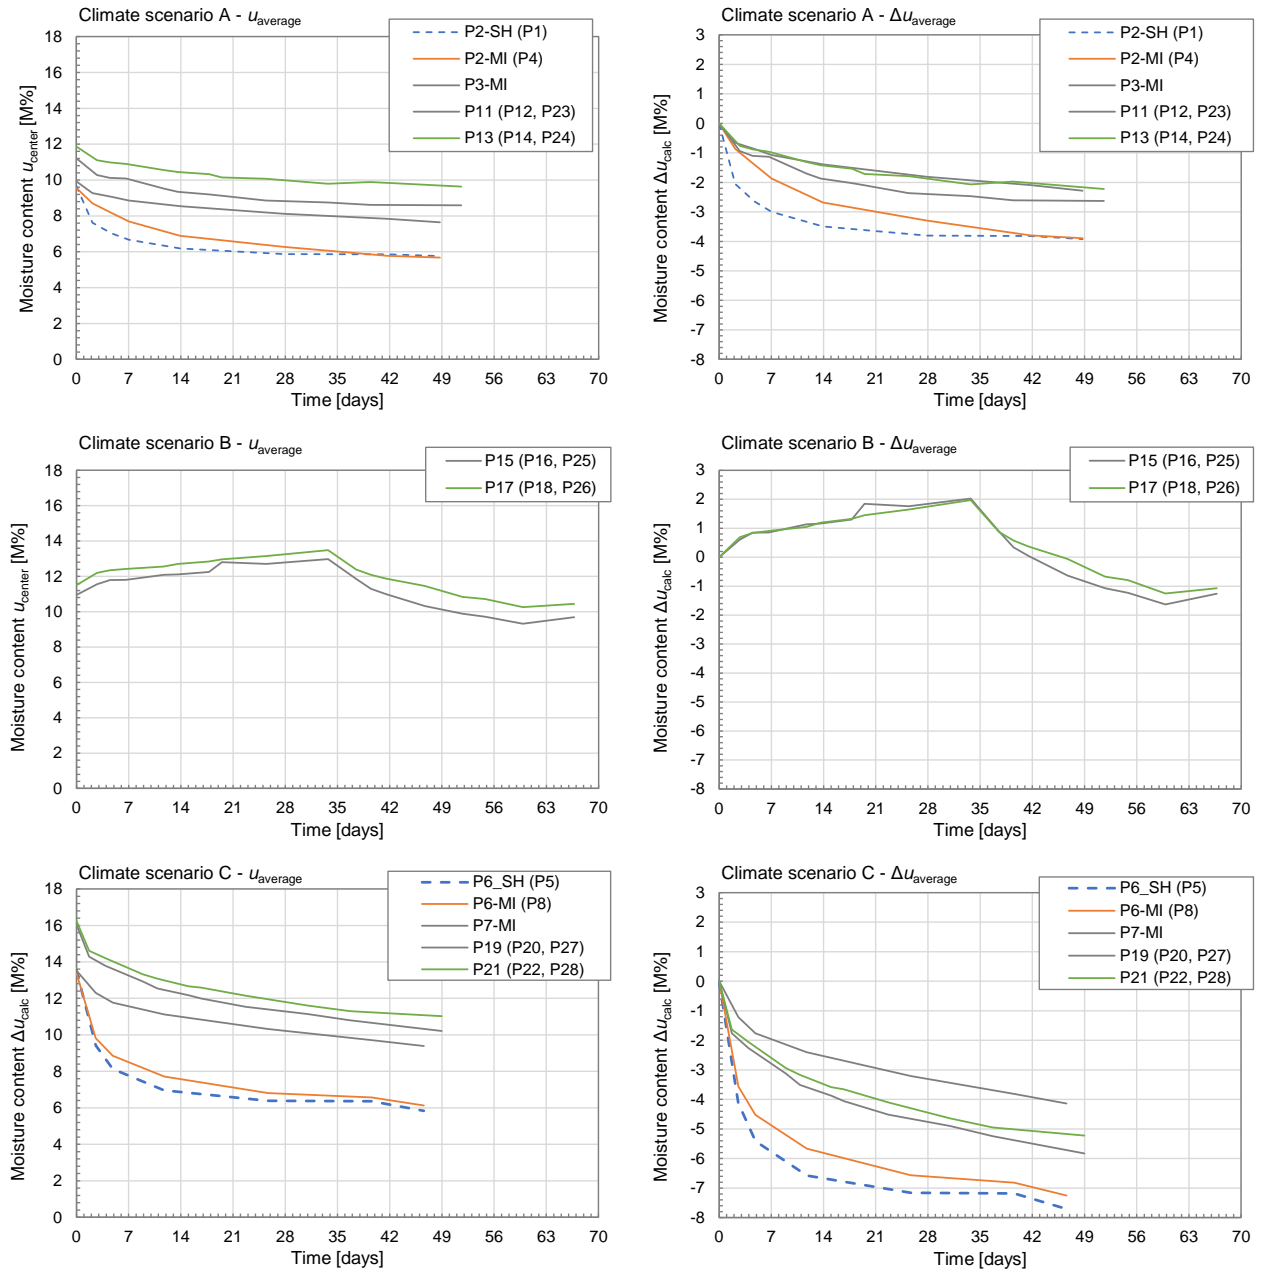 Climate scenario A - uaverage
P2-SH (P1)
P2-MI (P4)
P3-MI
P11 (P12, P23)
P13 (P14, P24)
Moisture content ucenter [M%]
18
16
14
12
10
8
6
4
2
0
0 7 14 21 28 35 42 49 56 63 70
Time [days]
Climate scenario A - Δuaverage
P2-SH (P1)
P2-MI (P4)
P3-MI
P11 (P12, P23)
P13 (P14, P24)
Moisture content Δucalc [M%]
3
2
1
0
-1
-2
-3
-4
-5
-6
-7
-8
0 7 14 21 28 35 42 49 56 63 70
Time [days]
Climate scenario B - uaverage
P15 (P16, P25)
P17 (P18, P26)
Moisture content ucenter [M%]
18
16
14
12
10
8
6
4
2
0
0 7 14 21 28 35 42 49 56 63 70
Time [days]
Climate scenario B - Δuaverage
P15 (P16, P25)
P17 (P18, P26)
Moisture content Δucalc [M%]
3
2
1
0
-1
-2
-3
-4
-5
-6
-7
-8
0 7 14 21 28 35 42 49 56 63 70
Time [days]
Climate scenario C - uaverage
P6_SH (P5)
P6-MI (P8)
P7-MI
P19 (P20, P27)
P21 (P22, P28)
Moisture content Δucalc [M%]
18
16
14
12
10
8
6
4
2
0
0 7 14 21 28 35 42 49 56 63 70
Time [days]
Climate scenario C - Δuaverage
P6_SH (P5)
P6-MI (P8)
P7-MI
P19 (P20, P27)
P21 (P22, P28)
Moisture content Δucalc [M%]
3
2
1
0
-1
-2
-3
-4
-5
-6
-7
-8
0 7 14 21 28 35 42 49 56 63 70
Time [days]